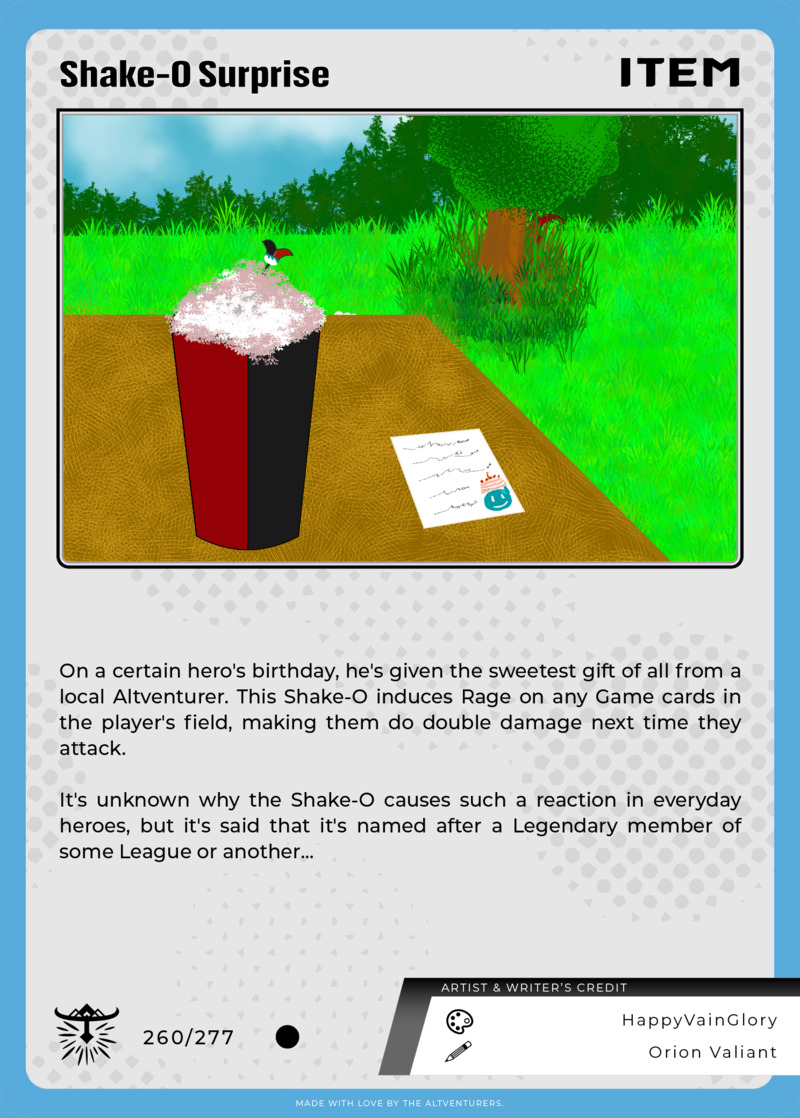 Shake-O Surprise
ITEM
On a certain hero's birthday, he's given the sweetest gift of all from a
local Altventurer. This Shake-O induces Rage on any Game cards in
the player's field, making them do double damage next time they
attack.
It's unknown why the Shake-O causes such a reaction in everyday
heroes, but it's said that it's named after a Legendary member of
some League or another...
ARTIST & WRITER'S CREDIT
HappyVainGlory
260/277
Orion Valiant
MADE WITH LOVE BY THE ALTVENTURERS.